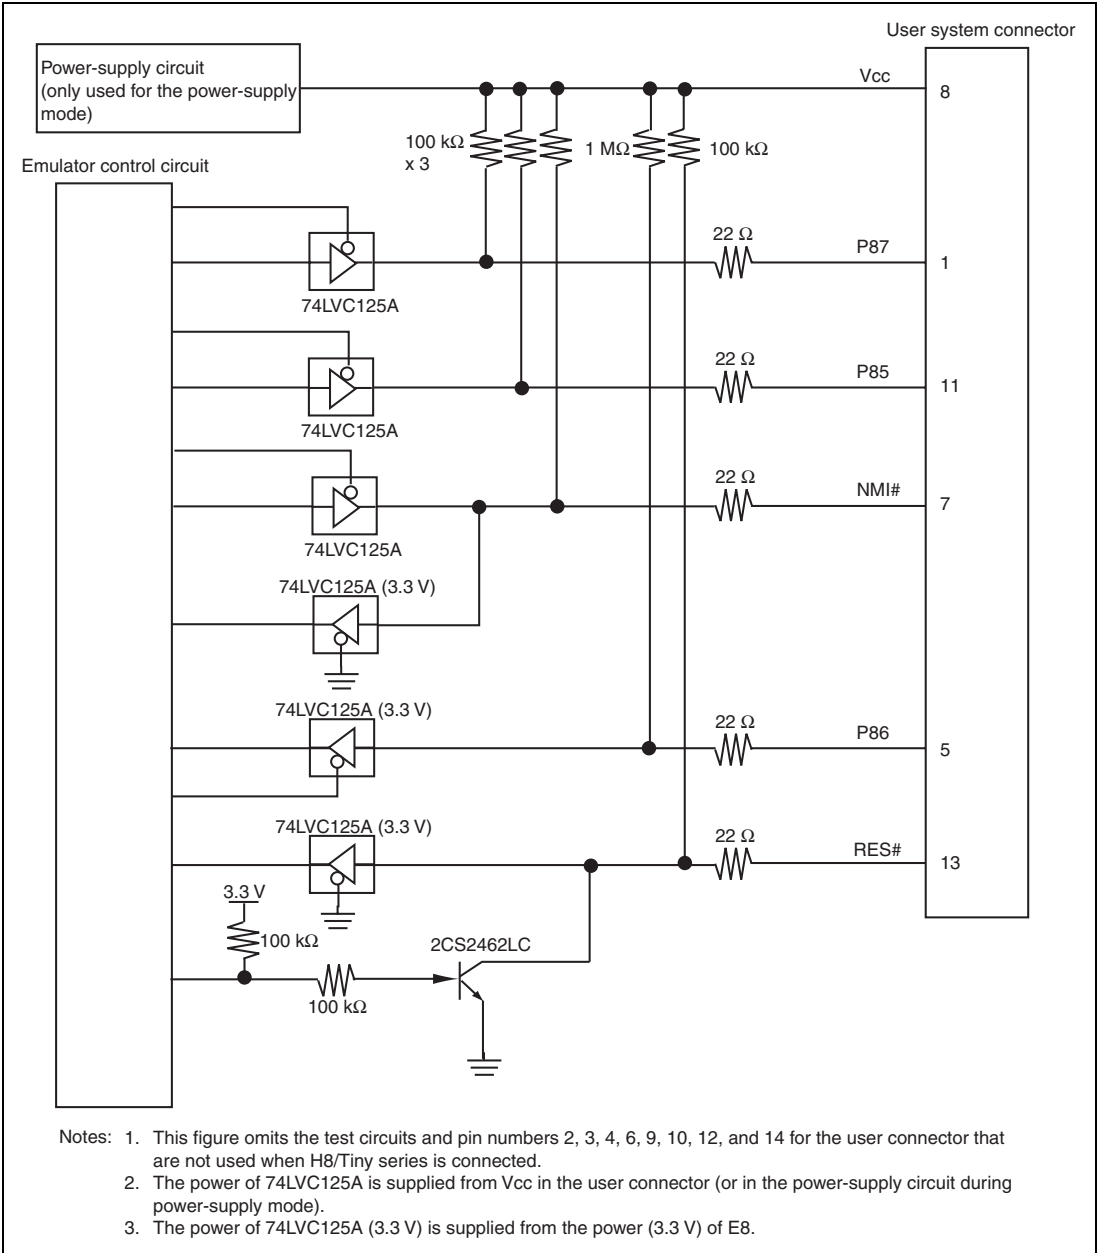 User system connector
Power-supply circuit
(only used for the power-supply
mode)
Vcc
8
100 kΩ
x 3
1 MΩ
100 kΩ
Emulator control circuit
22 Ω
P87
1
74LVC125A
22 Ω
P85
11
74LVC125A
22 Ω
NMI#
7
74LVC125A
74LVC125A (3.3 V)
74LVC125A (3.3 V)
22 Ω
P86
5
74LVC125A (3.3 V)
22 Ω
RES#
13
3.3 V
100 kΩ
2CS2462LC
100 kΩ
Notes: 1. This figure omits the test circuits and pin numbers 2, 3, 4, 6, 9, 10, 12, and 14 for the user connector that
are not used when H8/Tiny series is connected.
2. The power of 74LVC125A is supplied from Vcc in the user connector (or in the power-supply circuit during
power-supply mode).
3. The power of 74LVC125A (3.3 V) is supplied from the power (3.3 V) of E8.